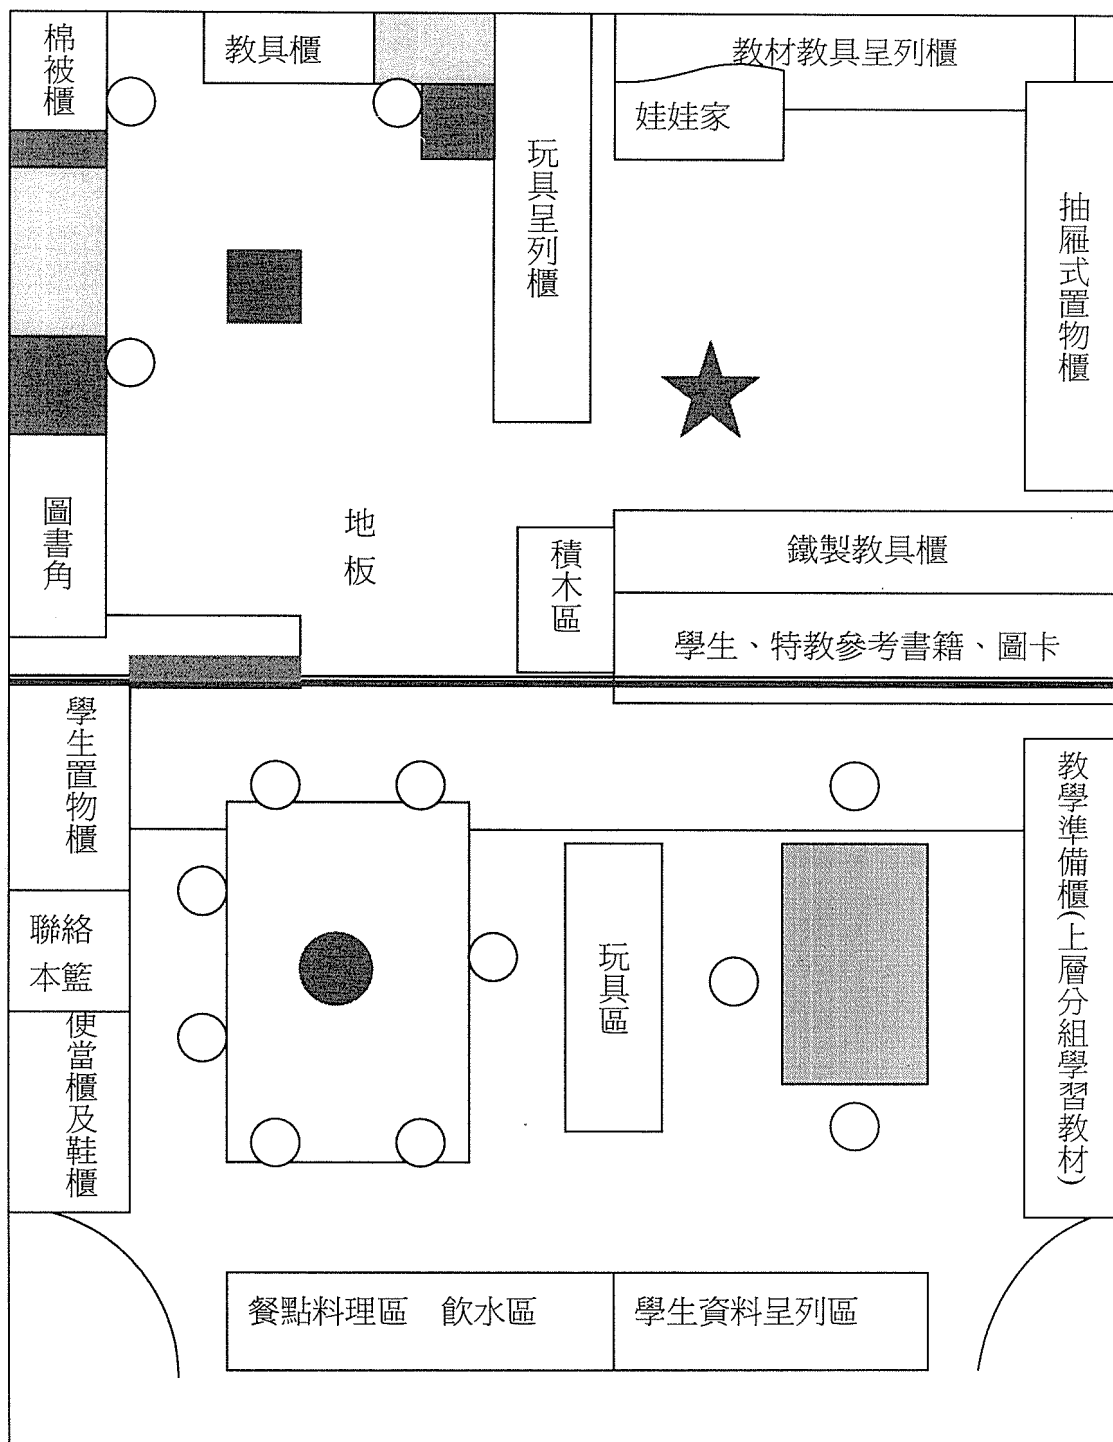 棉被櫃
教具櫃
教材教具呈列櫃
娃娃家
玩具呈列櫃
抽屜式置物櫃
圖書角
地
板
積木區
鐵製教具櫃
學生、特教參考書籍、圖卡
學生置物櫃
聯絡
本籃
便當櫃及鞋櫃
玩具區
教學準備櫃(上層分組學習教材)
餐點料理區　飲水區
學生資料呈列區